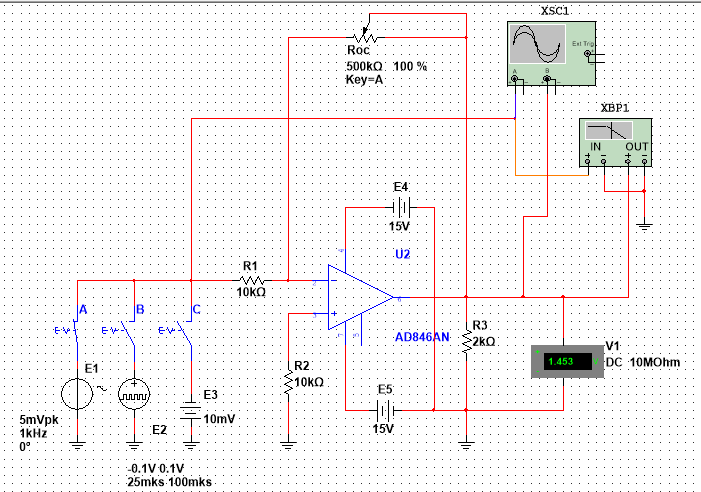 XSC1
Ext Trig
A
B
Roc
500kΩ 100 %
Key=A
XBP1
IN
OUT
E4
15V
U2
R1
10kΩ
A
B
C
AD846AN
R3
2kΩ
V1
1.453
DC 10MOhm
R2
10kΩ
E1
E3
10mV
E5
15V
5mVpk
1kHz
0°
E2
-0.1V 0.1V
25mks 100mks